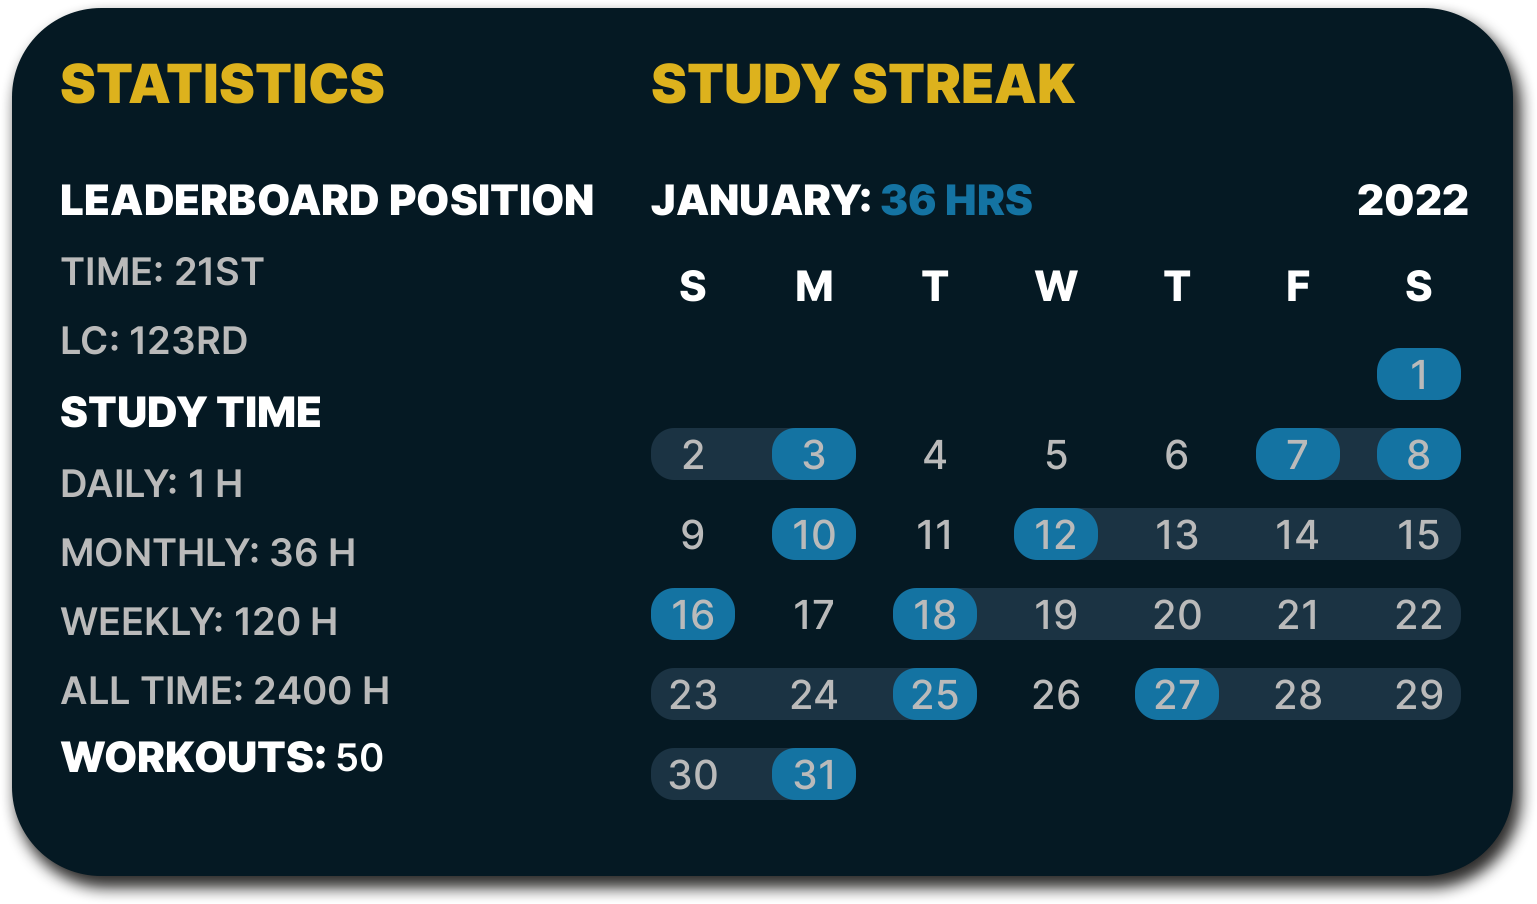 STATISTICS
LEADERBOARD POSITION
TIME: 21ST
LC: 123RD
STUDY TIME
DAILY: 1 H
MONTHLY: 36 H
WEEKLY: 120 H
ALL TIME: 2400 H
WORKOUTS: 50
STUDY STREAK
JANUARY: 36 HRS 2022
S M T W T F S
1
2 3 4 5 6 7 8
9 10 11 12 13 14 15
16 17 18 19 20 21 22
23 24 25 26 27 28 29
30 31